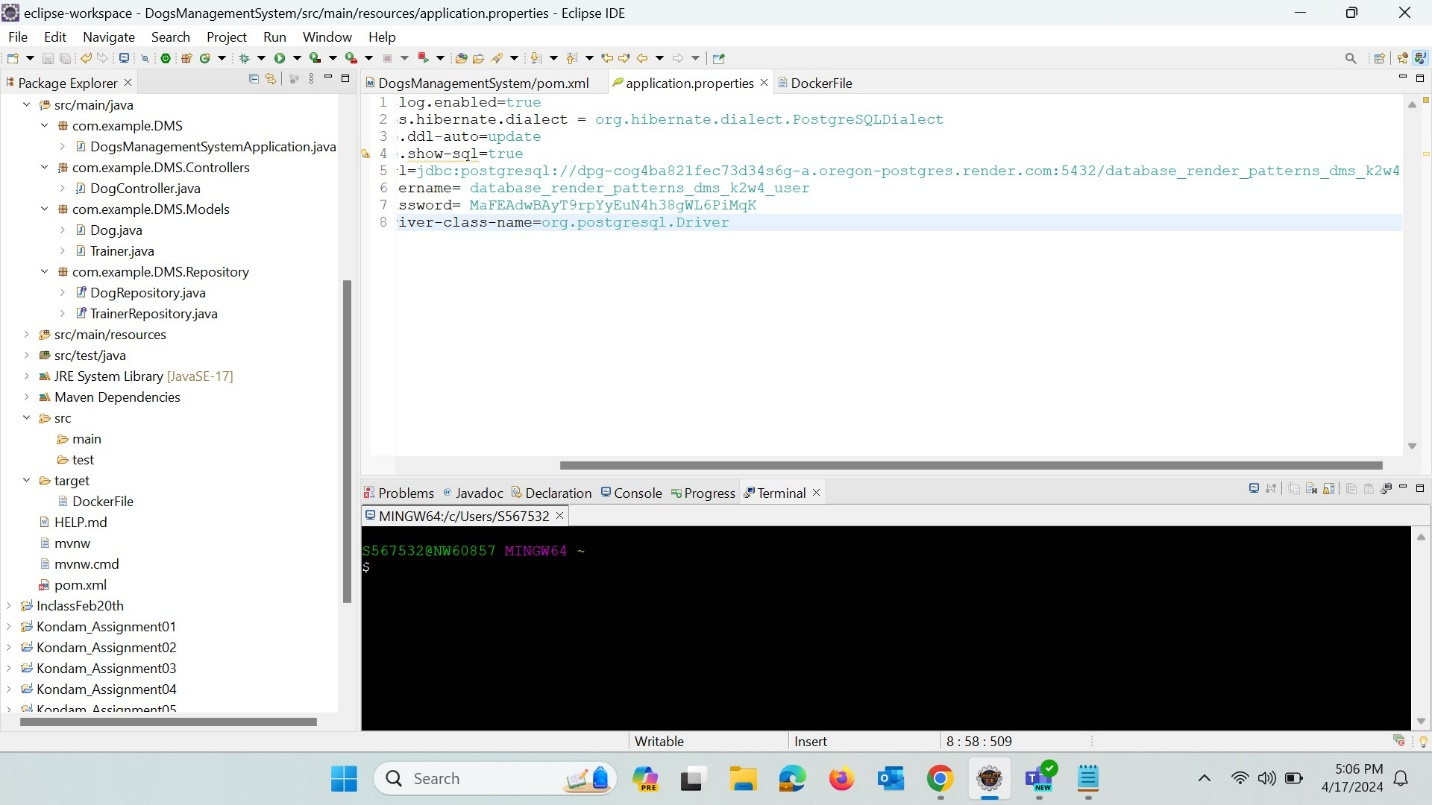 eclipse-workspace - DogsManagementSystem/src/main/resources/application.properties - Eclipse IDE
File Edit Navigate Search Project Run Window Help
Package Explorer
src/main/java
com.example.DMS
DogsManagementSystemApplication.java
com.example.DMS.Controllers
DogController.java
com.example.DMS.Models
Dog.java
Trainer.java
com.example.DMS.Repository
DogRepository.java
TrainerRepository.java
src/main/resources
src/test/java
JRE System Library [JavaSE-17]
Maven Dependencies
src
main
test
target
DockerFile
HELP.md
mvnw
mvnw.cmd
pom.xml
InclassFeb20th
Kondam_Assignment01
Kondam_Assignment02
Kondam_Assignment03
Kondam_Assignment04
Kondam_Assignment05
DogsManagementSystem/pom.xml application.properties DockerFile
1 log.enabled=true
2 s.hibernate.dialect = org.hibernate.dialect.PostgreSQLDialect
3 .ddl-auto=update
4 .show-sql=true
5 l=jdbc:postgresql://dpg-cog4ba821fec73d34s6g-a.oregon-postgres.render.com:5432/database_render_patterns_dms_k2w4
6 ername= database_render_patterns_dms_k2w4_user
7 ssword= MaFEAdwBAyT9rpYyEuN4h38gWL6PiMqK
8 iver-class-name=org.postgresql.Driver
Problems Javadoc Declaration Console Progress Terminal
MINGW64:/c/Users/S567532
S567532@NW60857 MINGW64 ~
$
Writable Insert 8 : 58 : 509
Search PRE NEW 5:06 PM
4/17/2024